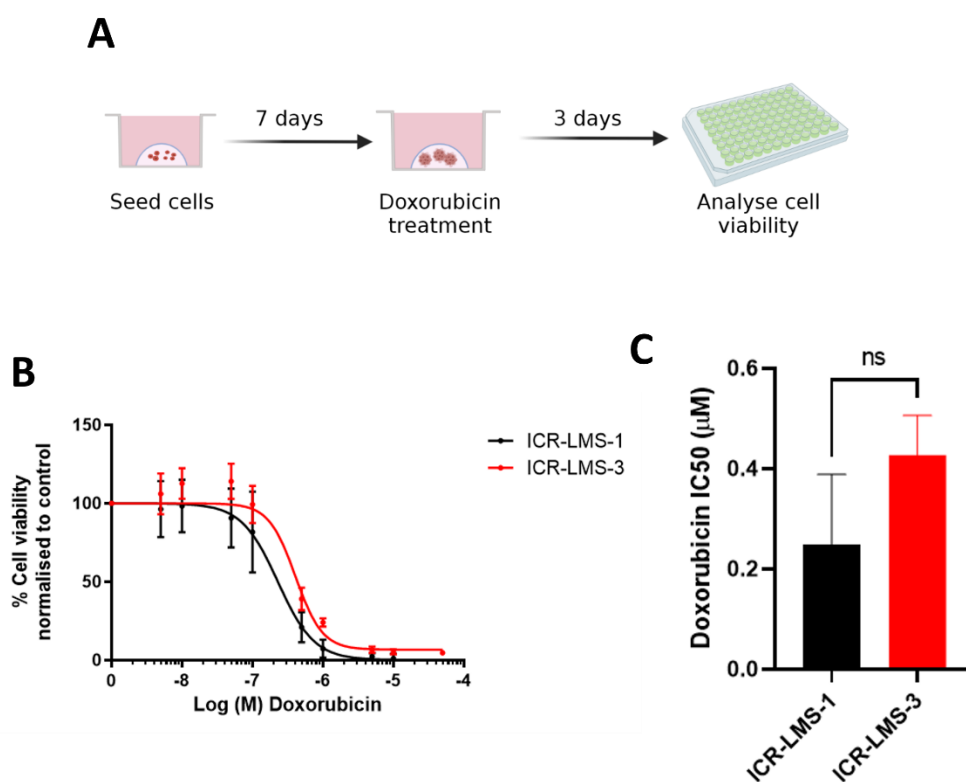 A
7 days
3 days
Seed cells
Doxorubicin
treatment
Analyse cell
viability
B
% Cell viability
normalised to control
150
100
50
0
0
-8
-7
-6
-5
-4
Log (M) Doxorubicin
ICR-LMS-1
ICR-LMS-3
C
Doxorubicin IC50 (μM)
0.6
0.4
0.2
0.0
ns
ICR-LMS-1
ICR-LMS-3